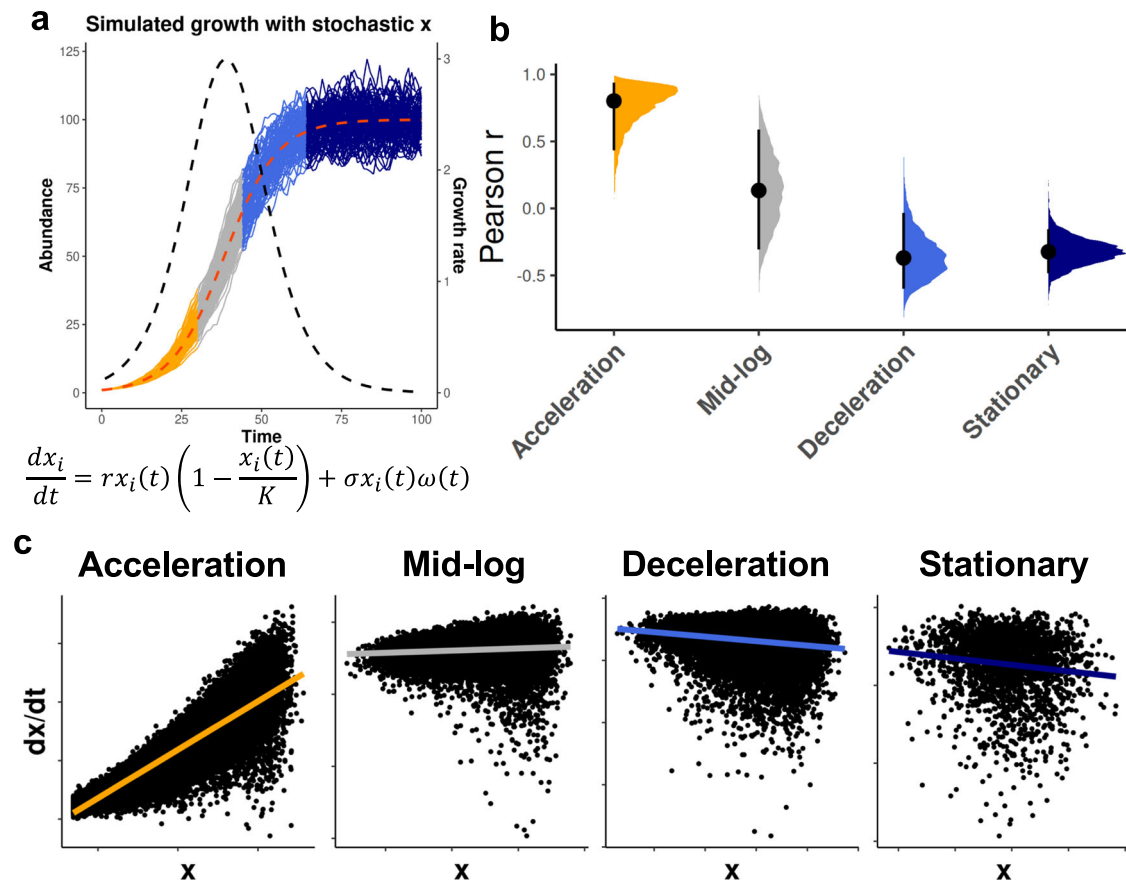 a
Simulated growth with stochastic x
125
100
75
50
25
0
Abundance
0
25
50
75
100
Time
3
2
1
0
Growth rate
dx_i/dt = rx_i(t) (1 − x_i(t)/K) + σx_i(t)ω(t)
b
1.0
0.5
0.0
-0.5
Pearson r
Acceleration
Mid-log
Deceleration
Stationary
c
Acceleration
Mid-log
Deceleration
Stationary
dx/dt
x
x
x
x